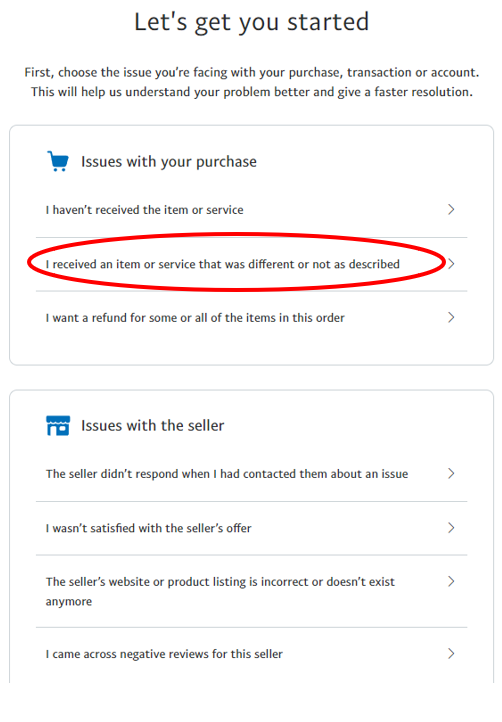 Let's get you started
First, choose the issue you’re facing with your purchase, transaction or account.
This will help us understand your problem better and give a faster resolution.
Issues with your purchase
I haven’t received the item or service
I received an item or service that was different or not as described
I want a refund for some or all of the items in this order
Issues with the seller
The seller didn’t respond when I had contacted them about an issue
I wasn’t satisfied with the seller’s offer
The seller’s website or product listing is incorrect or doesn’t exist
anymore
I came across negative reviews for this seller